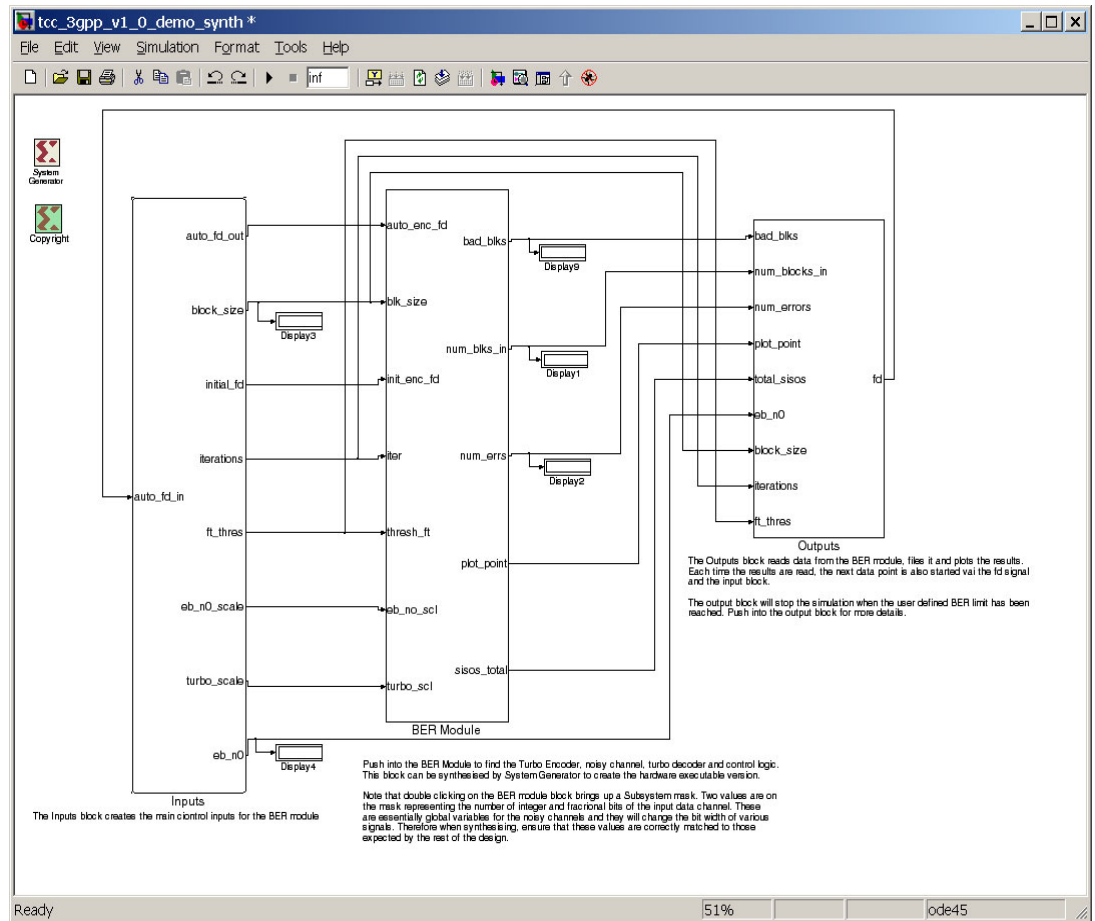 tcc_3gpp_v1_0_demo_synth *
File Edit View Simulation Format Tools Help
inf
System
Generator
Copyright
auto_fd_in
auto_fd_out
block_size
initial_fd
iterations
ft_thres
eb_n0_scale
turbo_scale
eb_n0
Inputs
The Inputs block creates the main ciontrol inputs for the BER module
Display3
Display4
auto_enc_fd
blk_size
init_enc_fd
iter
thresh_ft
eb_no_scl
turbo_scl
bad_blks
num_blks_in
num_errs
plot_point
sisos_total
BER Module
Display9
Display1
Display2
Push into the BER Module to find the Turbo Encoder, noisy channel, turbo decoder and control logic.
This block can be synthesised by System Generator to create the hardware executable version.
Note that double clicking on the BER module block brings up a Subsystem mask. Two values are on
the mask representing the number of integer and fracrional bits of the input data channel. These
are essentially global variables for the noisy channels and they will change the bit width of various
signals. Therefore when synthesising, ensure that these values are correctly matched to those
expected by the rest of the design.
bad_blks
num_blocks_in
num_errors
plot_point
total_sisos
eb_n0
block_size
iterations
ft_thres
fd
Outputs
The Outputs block reads data from the BER module, files it and plots the results.
Each time the results are read, the next data point is also started vai the fd signal
and the input block.
The output block will stop the simulation when the user defined BER limit has been
reached. Push into the output block for more details.
Ready
51%
ode45